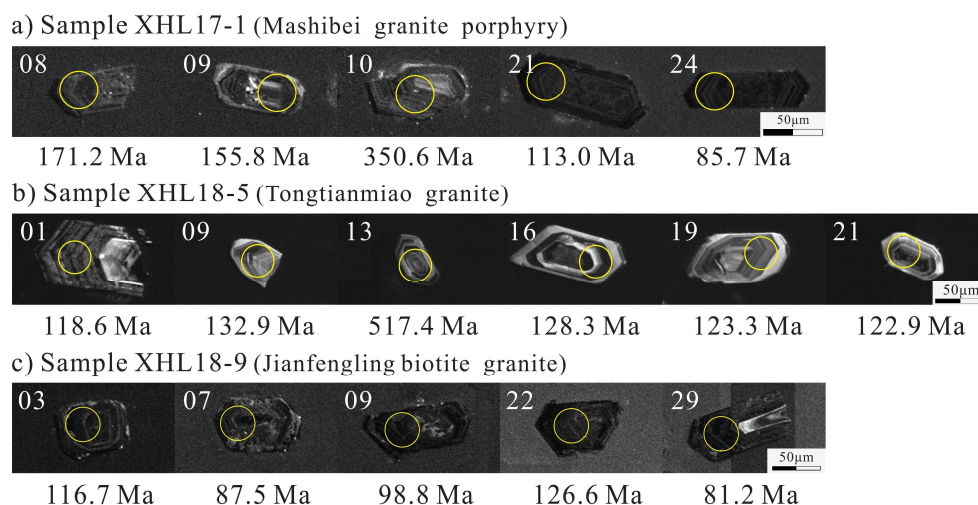 a) Sample XHL17-1 (Mashibei granite porphyry)
08 09 10 21 24
50μm
171.2 Ma 155.8 Ma 350.6 Ma 113.0 Ma 85.7 Ma
b) Sample XHL18-5 (Tongtianmiao granite)
01 09 13 16 19 21
50μm
118.6 Ma 132.9 Ma 517.4 Ma 128.3 Ma 123.3 Ma 122.9 Ma
c) Sample XHL18-9 (Jianfengling biotite granite)
03 07 09 22 29
50μm
116.7 Ma 87.5 Ma 98.8 Ma 126.6 Ma 81.2 Ma